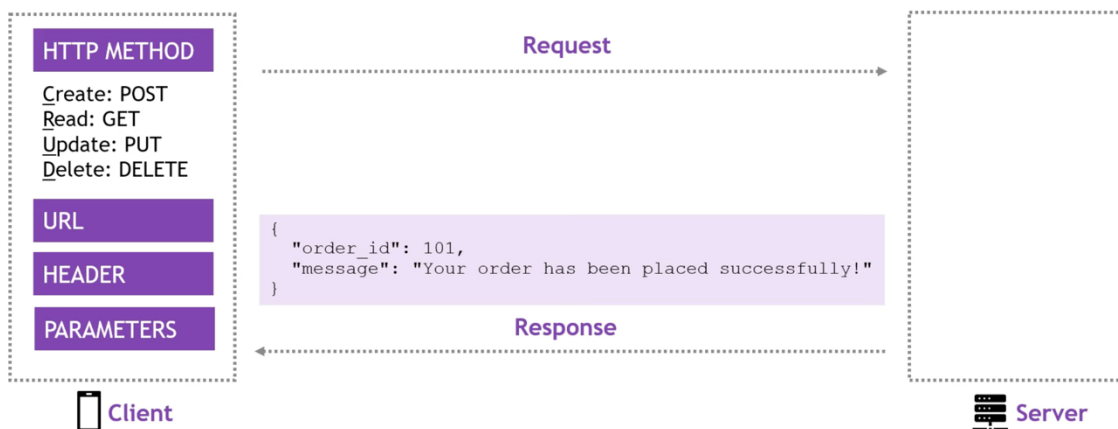 HTTP METHOD
Create: POST
Read: GET
Update: PUT
Delete: DELETE
URL
HEADER
PARAMETERS
Client
Request
{
"order_id": 101,
"message": "Your order has been placed successfully!"
}
Response
Server